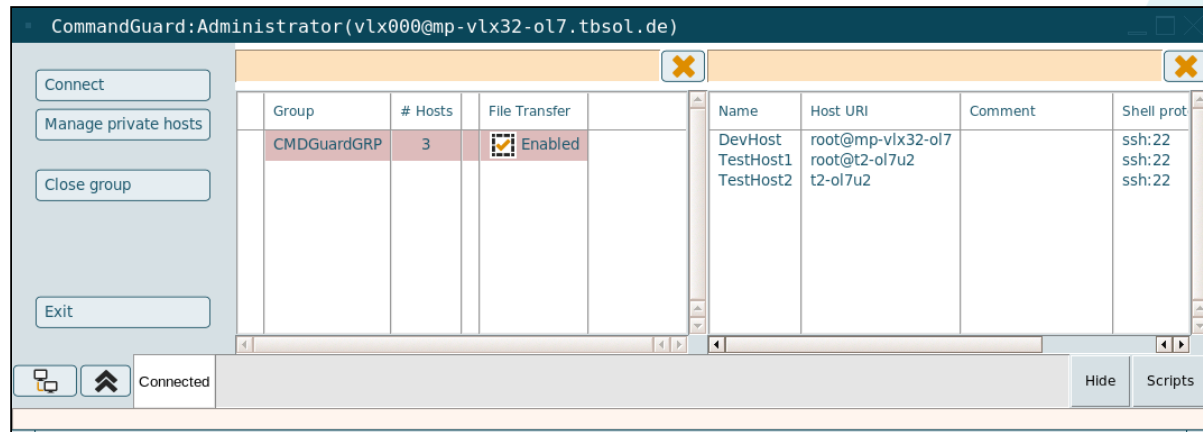 CommandGuard:Administrator(vlx000@mp-vlx32-ol7.tbsol.de)
Connect
Manage private hosts
Close group
Exit
Group # Hosts File Transfer
CMDGuardGRP 3 Enabled
Name Host URI Comment Shell prot
DevHost root@mp-vlx32-ol7 ssh:22
TestHost1 root@t2-ol7u2 ssh:22
TestHost2 t2-ol7u2 ssh:22
Connected Hide Scripts